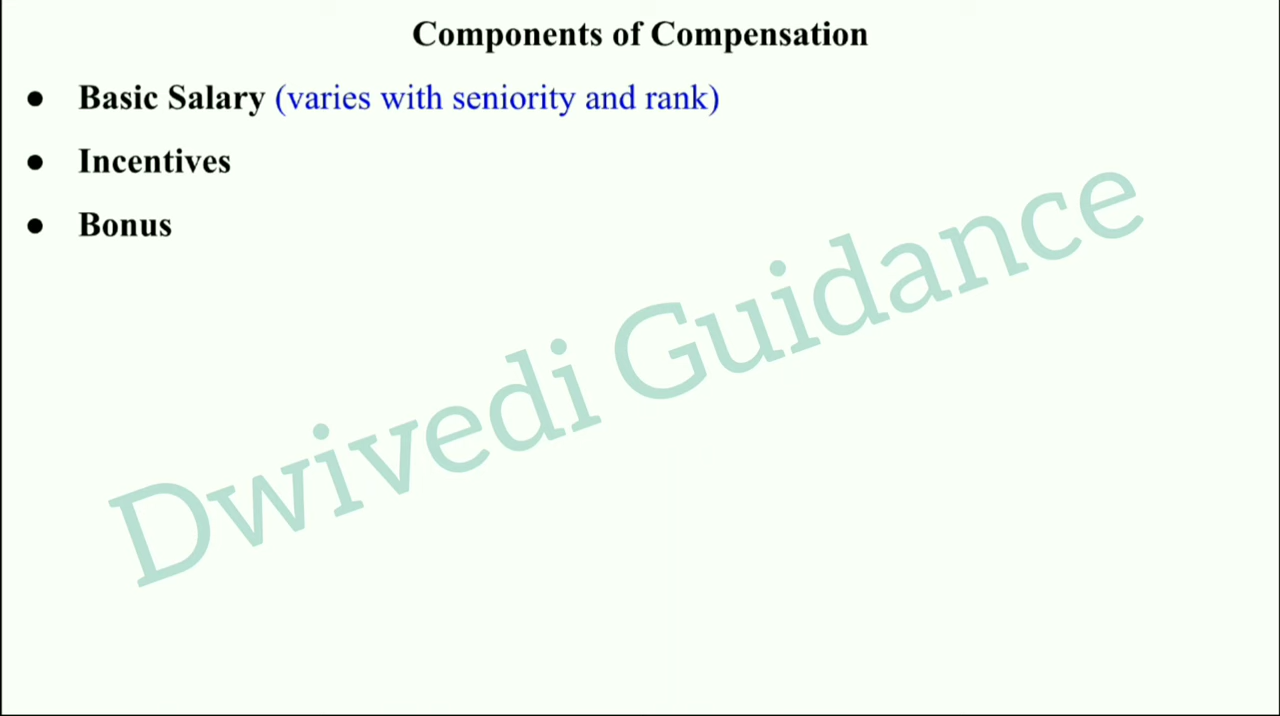 Components of Compensation
● Basic Salary (varies with seniority and rank)
● Incentives
● Bonus
Dwivedi Guidance